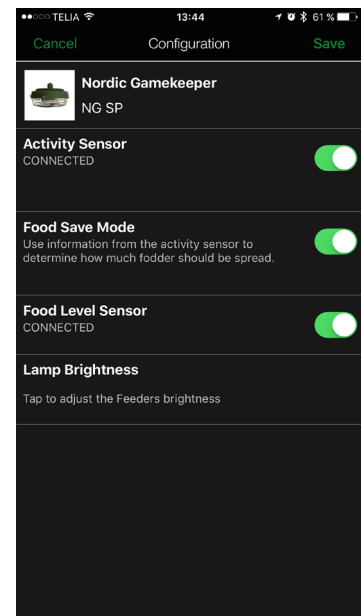 TELIA 13:44 61 %
Cancel Configuration Save
Nordic Gamekeeper
NG SP
Activity Sensor
CONNECTED
Food Save Mode
Use information from the activity sensor to
determine how much fodder should be spread.
Food Level Sensor
CONNECTED
Lamp Brightness
Tap to adjust the Feeders brightness